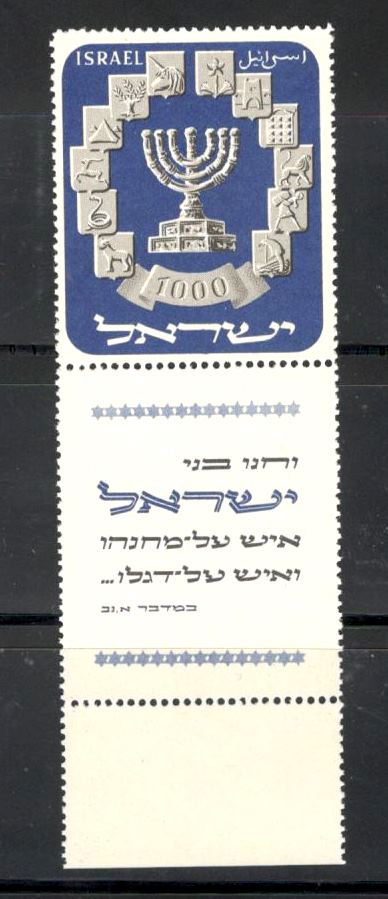 ISRAEL اسرائيل
1000
ישראל
וחנו בני
ישראל
איש על־מחנהו
ואיש על־דגלו...
במדבר א,נב